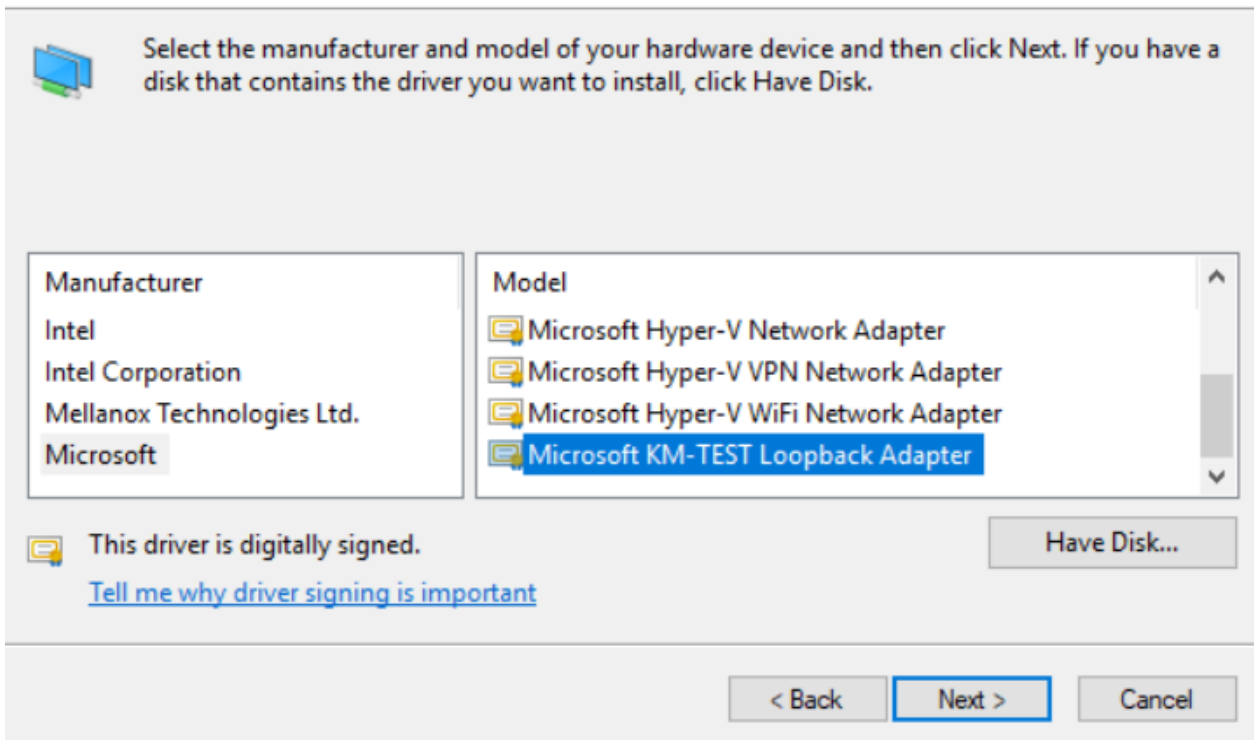 Select the manufacturer and model of your hardware device and then click Next. If you have a
disk that contains the driver you want to install, click Have Disk.
Manufacturer
Intel
Intel Corporation
Mellanox Technologies Ltd.
Microsoft
Model
Microsoft Hyper-V Network Adapter
Microsoft Hyper-V VPN Network Adapter
Microsoft Hyper-V WiFi Network Adapter
Microsoft KM-TEST Loopback Adapter
This driver is digitally signed.
Tell me why driver signing is important
Have Disk...
< Back
Next >
Cancel